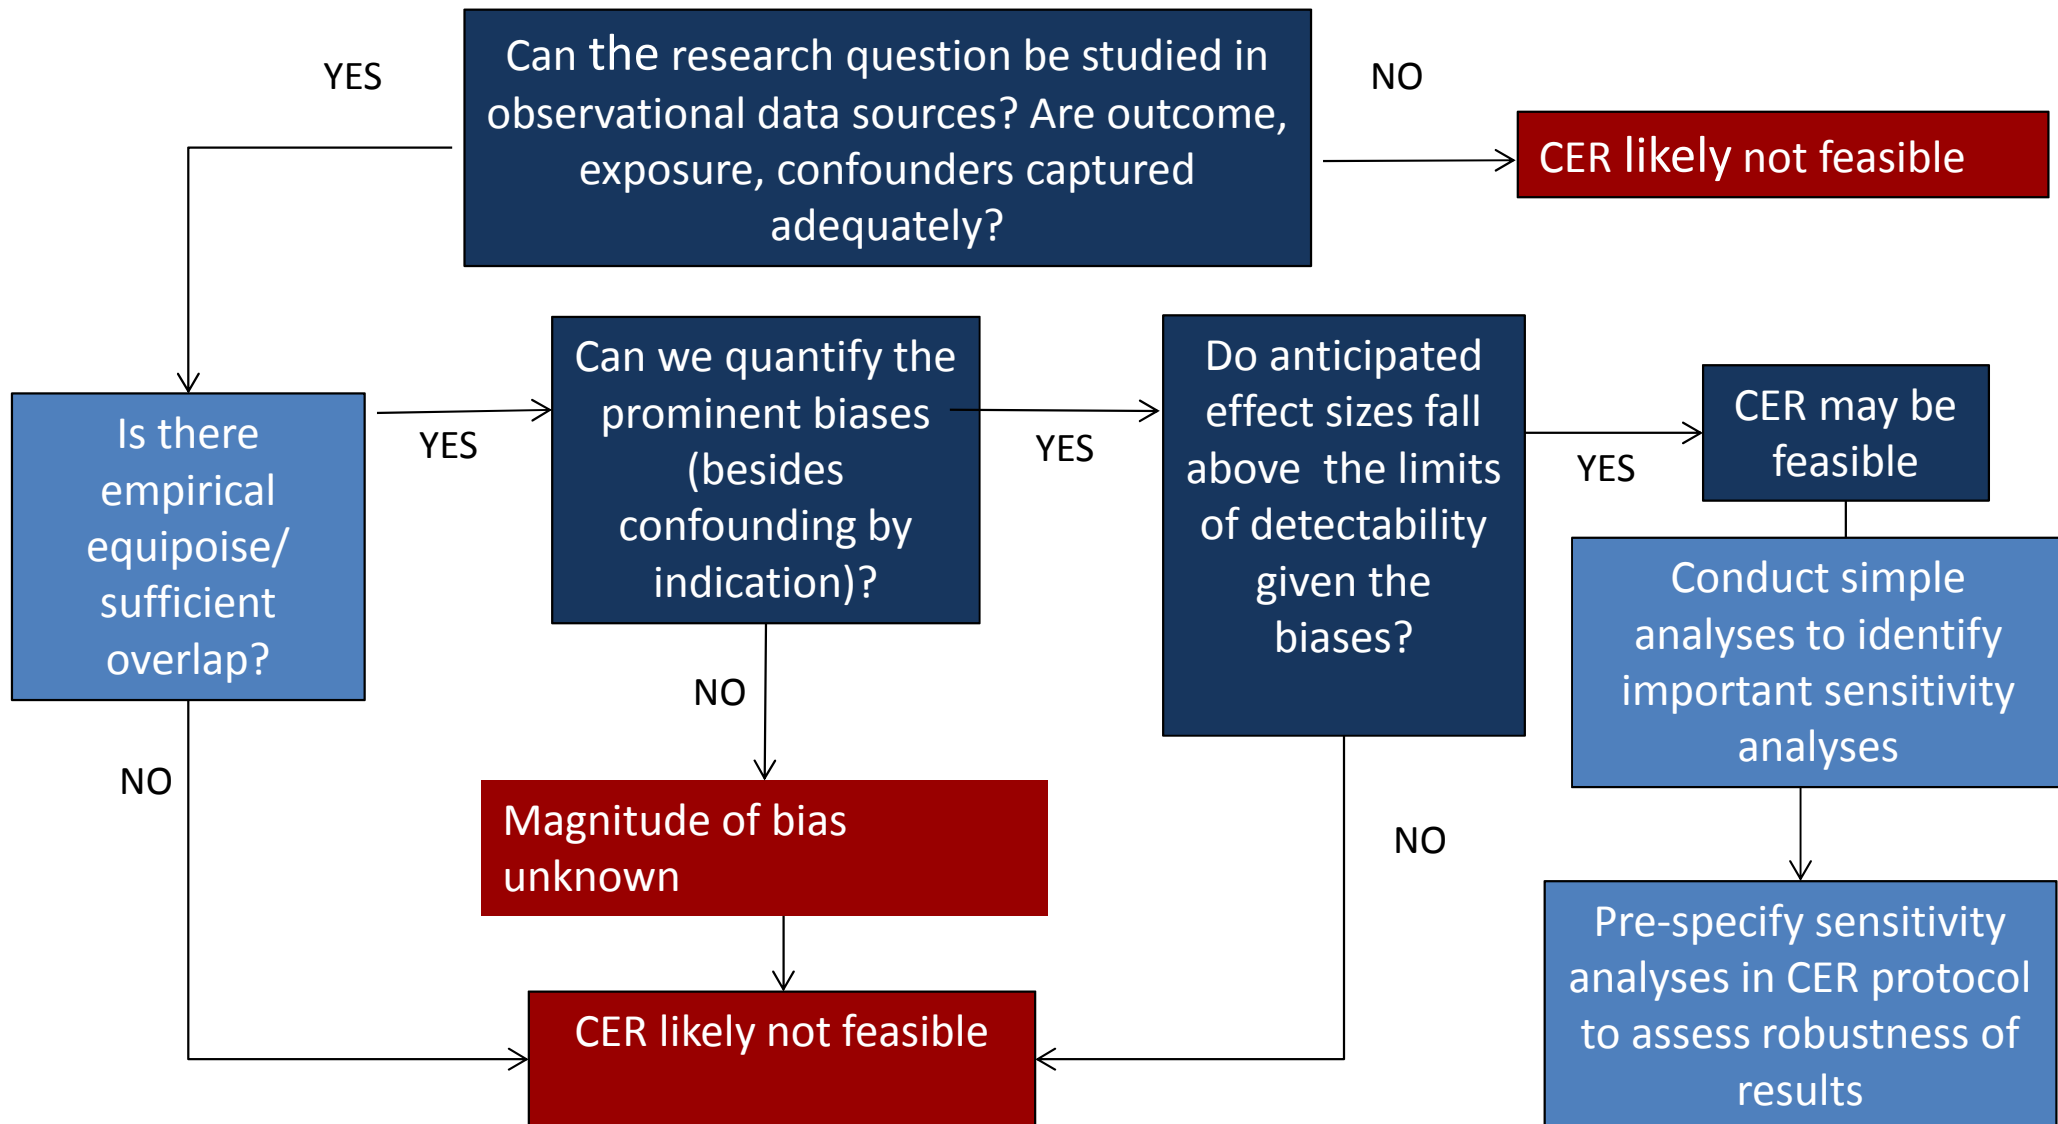 YES
Can the research question be studied in
observational data sources? Are outcome,
exposure, confounders captured
adequately?
NO
CER likely not feasible
Is there
empirical
equipoise/
sufficient
overlap?
YES
Can we quantify the
prominent biases
(besides
confounding by
indication)?
YES
Do anticipated
effect sizes fall
above  the limits
of detectability
given the
biases?
YES
CER may be
feasible
Conduct simple
analyses to identify
important sensitivity
analyses
NO
NO
Magnitude of bias
unknown
NO
CER likely not feasible
Pre-specify sensitivity
analyses in CER protocol
to assess robustness of
results